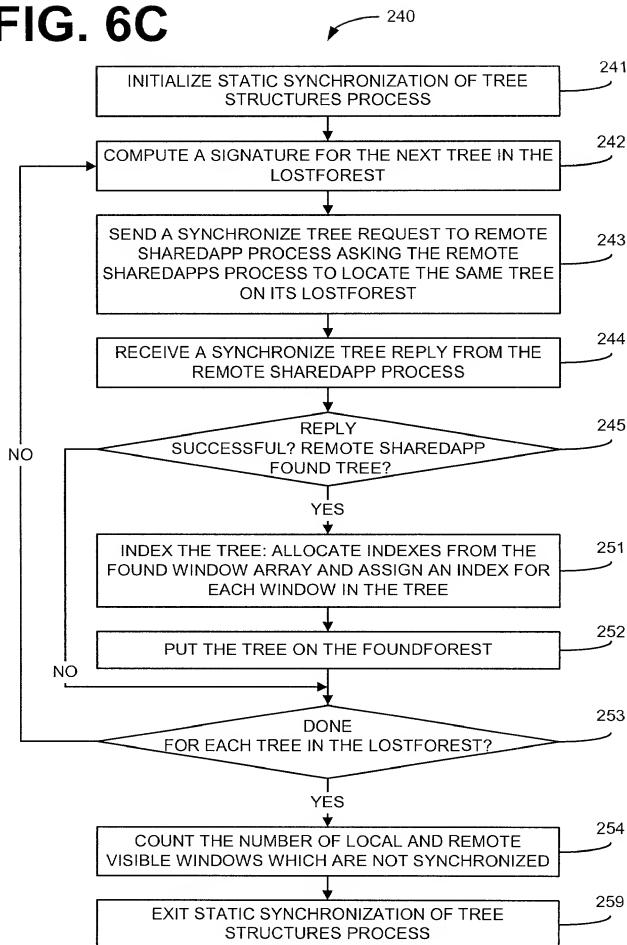 FIG. 6C
240
INITIALIZE STATIC SYNCHRONIZATION OF TREE
STRUCTURES PROCESS
241
COMPUTE A SIGNATURE FOR THE NEXT TREE IN THE
LOSTFOREST
242
SEND A SYNCHRONIZE TREE REQUEST TO REMOTE
SHAREDAPP PROCESS ASKING THE REMOTE
SHAREDAPPS PROCESS TO LOCATE THE SAME TREE
ON ITS LOSTFOREST
243
RECEIVE A SYNCHRONIZE TREE REPLY FROM THE
REMOTE SHAREDAPP PROCESS
244
REPLY
SUCCESSFUL? REMOTE SHAREDAPP
FOUND TREE?
245
NO
YES
INDEX THE TREE: ALLOCATE INDEXES FROM THE
FOUND WINDOW ARRAY AND ASSIGN AN INDEX FOR
EACH WINDOW IN THE TREE
251
PUT THE TREE ON THE FOUNDFOREST
252
NO
DONE
FOR EACH TREE IN THE LOSTFOREST?
253
YES
COUNT THE NUMBER OF LOCAL AND REMOTE
VISIBLE WINDOWS WHICH ARE NOT SYNCHRONIZED
254
EXIT STATIC SYNCHRONIZATION OF TREE
STRUCTURES PROCESS
259